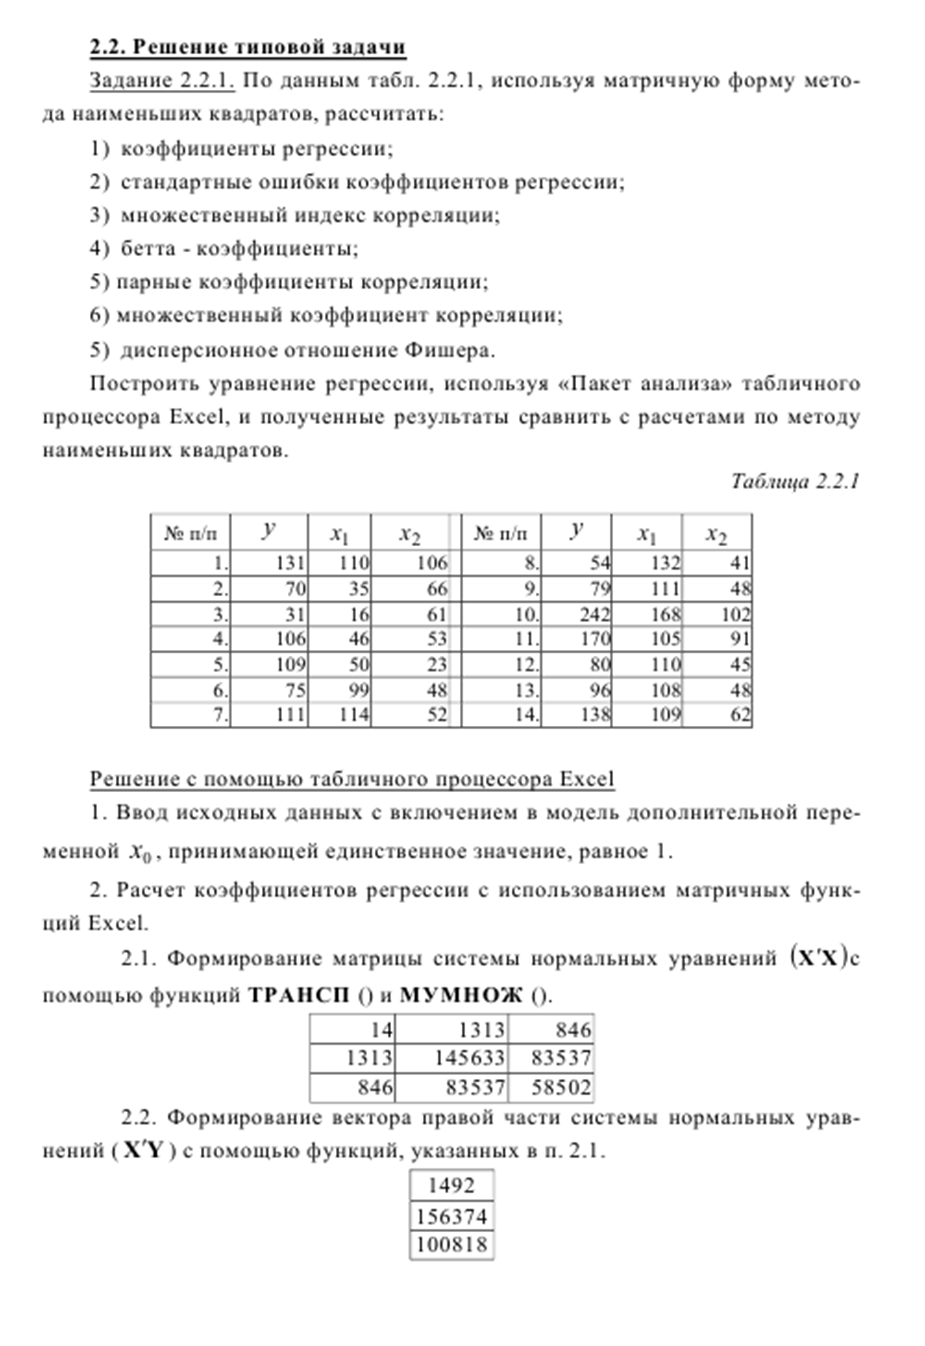 2.2. Решение типовой задачи
Задание 2.2.1. По данным табл. 2.2.1, используя матричную форму мето-
да наименьших квадратов, рассчитать:
1) коэффициенты регрессии;
2) стандартные ошибки коэффициентов регрессии;
3) множественный индекс корреляции;
4) бетта - коэффициенты;
5) парные коэффициенты корреляции;
6) множественный коэффициент корреляции;
5) дисперсионное отношение Фишера.
Построить уравнение регрессии, используя «Пакет анализа» табличного
процессора Excel, и полученные результаты сравнить с расчетами по методу
наименьших квадратов.
Таблица 2.2.1
№ п/п y x1 x2 № п/п y x1 x2
1. 131 110 106 8. 54 132 41
2. 70 35 66 9. 79 111 48
3. 31 16 61 10. 242 168 102
4. 106 46 53 11. 170 105 91
5. 109 50 23 12. 80 110 45
6. 75 99 48 13. 96 108 48
7. 111 114 52 14. 138 109 62
Решение с помощью табличного процессора Excel
1. Ввод исходных данных с включением в модель дополнительной пере-
менной x0, принимающей единственное значение, равное 1.
2. Расчет коэффициентов регрессии с использованием матричных функ-
ций Excel.
2.1. Формирование матрицы системы нормальных уравнений (X'X)с
помощью функций ТРАНСП () и МУМНОЖ ().
14 1313 846
1313 145633 83537
846 83537 58502
2.2. Формирование вектора правой части системы нормальных урав-
нений ( X'Y ) с помощью функций, указанных в п. 2.1.
1492
156374
100818